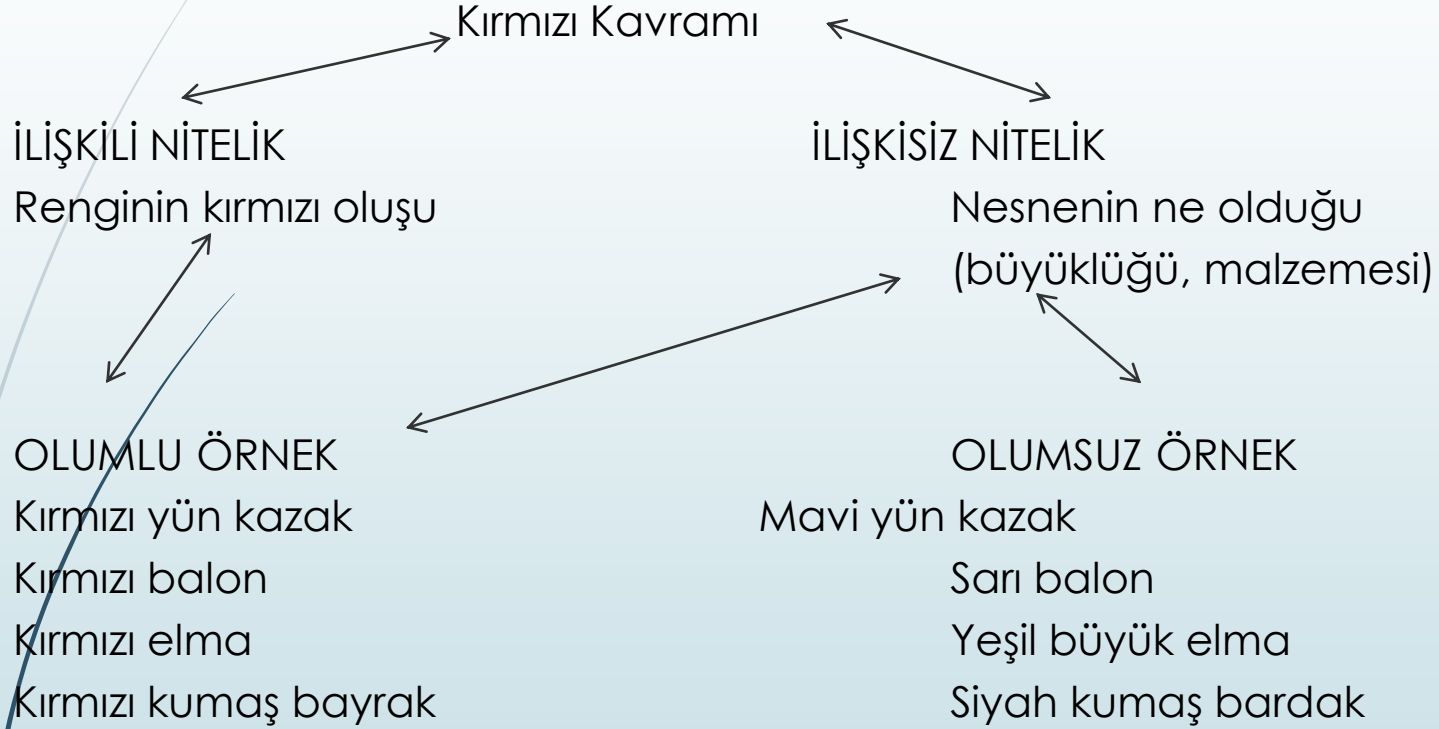 Kırmızı Kavramı
İLİŞKİLİ NİTELİK İLİŞKİSİZ NİTELİK
Renginin kırmızı oluşu Nesnenin ne olduğu
(büyüklüğü, malzemesi)
OLUMLU ÖRNEK OLUMSUZ ÖRNEK
Kırmızı yün kazak Mavi yün kazak
Kırmızı balon Sarı balon
Kırmızı elma Yeşil büyük elma
Kırmızı kumaş bayrak Siyah kumaş bardak